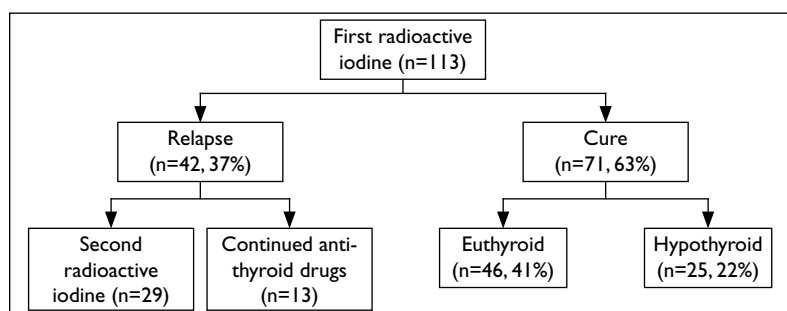 First radioactive
iodine (n=113)
Relapse
(n=42, 37%)
Cure
(n=71, 63%)
Second
radioactive
iodine (n=29)
Continued anti-
thyroid drugs
(n=13)
Euthyroid
(n=46, 41%)
Hypothyroid
(n=25, 22%)